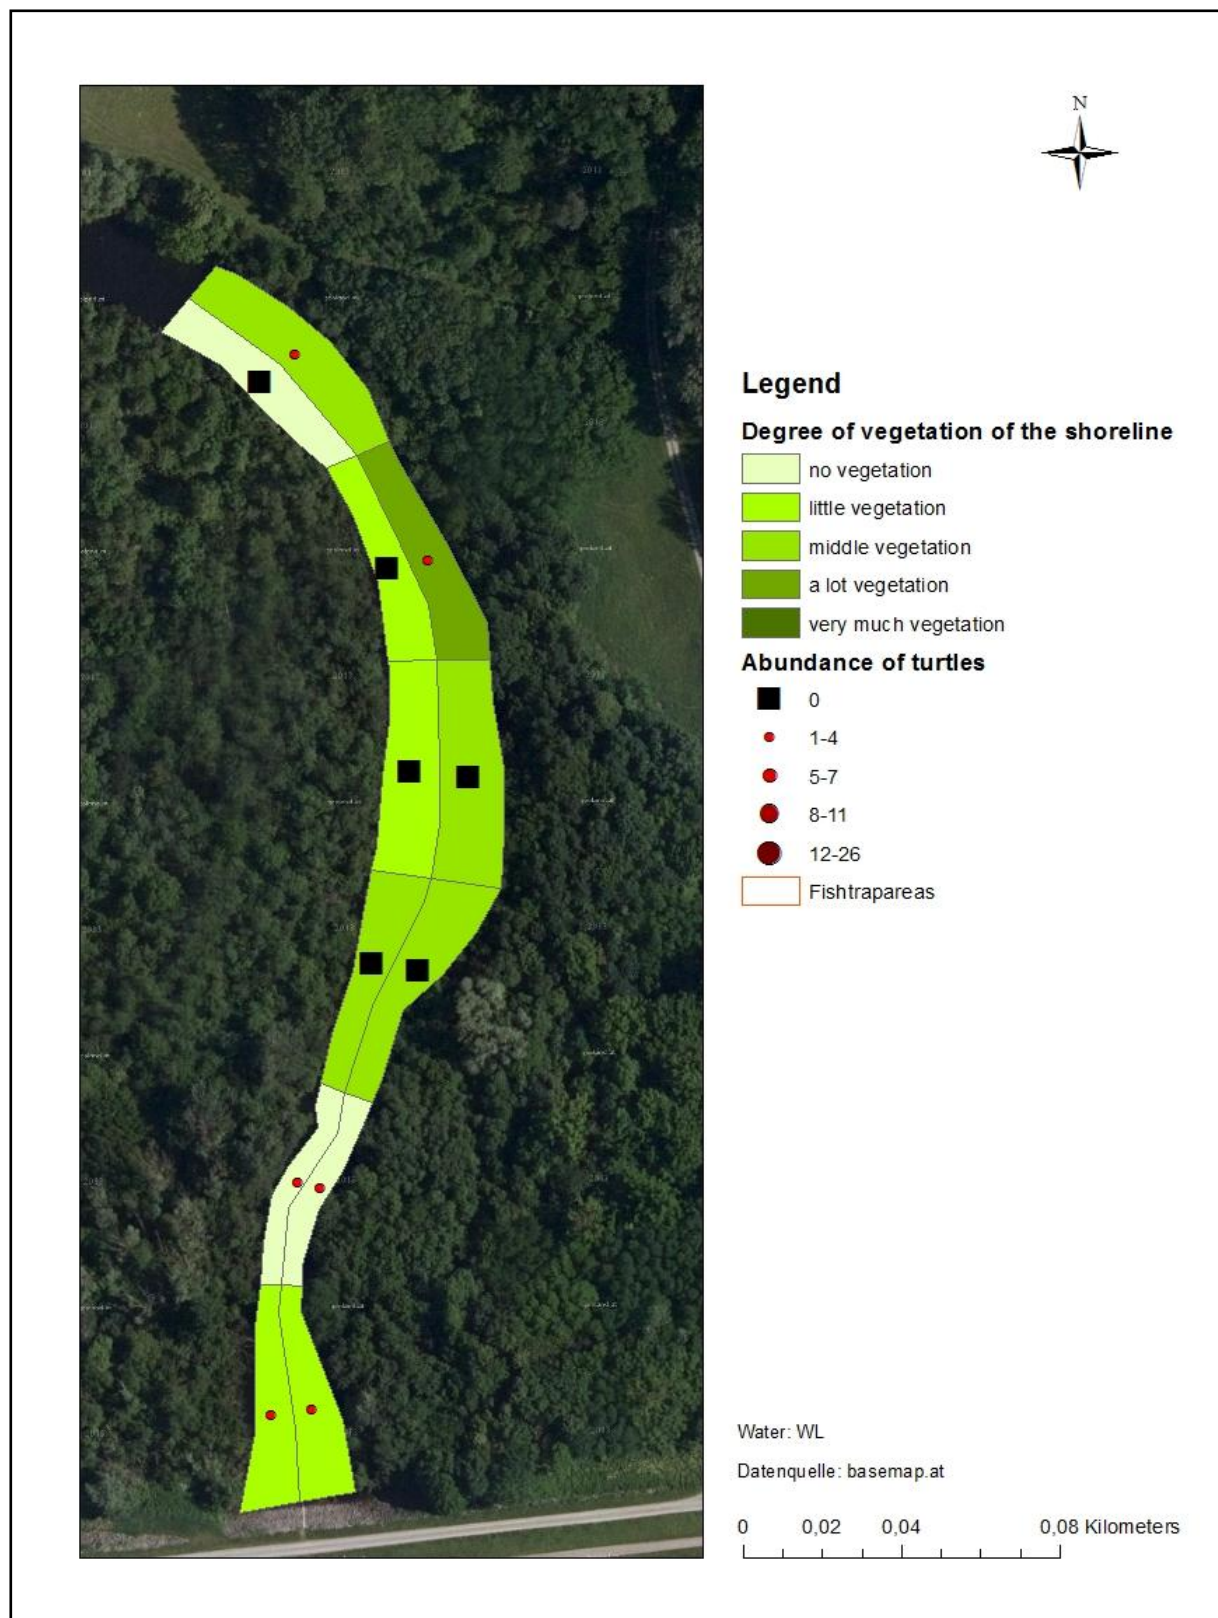 N
Legend
Degree of vegetation of the shoreline
no vegetation
little vegetation
middle vegetation
a lot vegetation
very much vegetation
Abundance of turtles
0
1-4
5-7
8-11
12-26
Fishtrapareas
Water: WL
Datenquelle: basemap.at
0 0,02 0,04 0,08 Kilometers